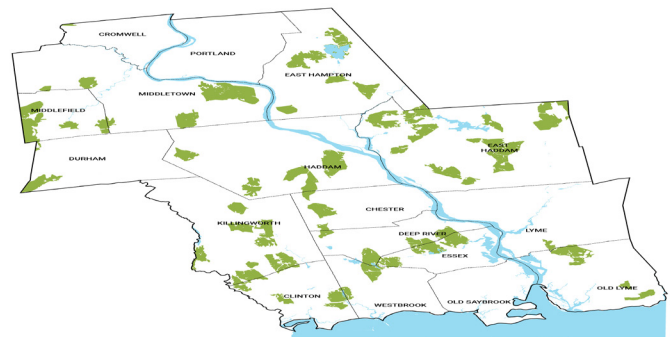 CROMWELL
PORTLAND
EAST HAMPTON
MIDDLETOWN
MIDDLEFIELD
DURHAM
EAST
HADDAM
HADDAM
CHESTER
KILLINGWORTH
DEEP RIVER
LYME
ESSEX
CLINTON
WESTBROOK
OLD SAYBROOK
OLD LYME